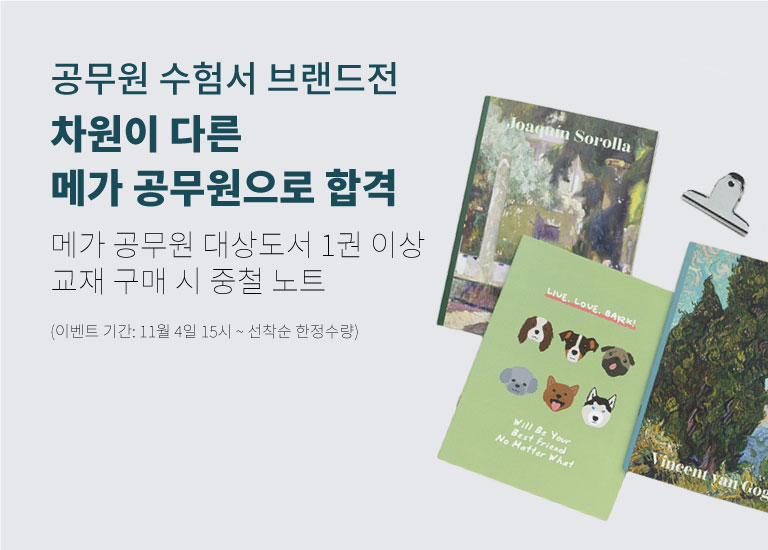 공무원 수험서 브랜드전
차원이 다른
메가 공무원으로 합격
메가 공무원 대상도서 1권 이상
교재 구매 시 중철 노트
(이벤트 기간: 11월 4일 15시 ~ 선착순 한정수량)
Joaquín Sorolla
LIVE. LOVE. BARK!
Will Be Your
Best Friend
No Matter What
Vincent van Gog